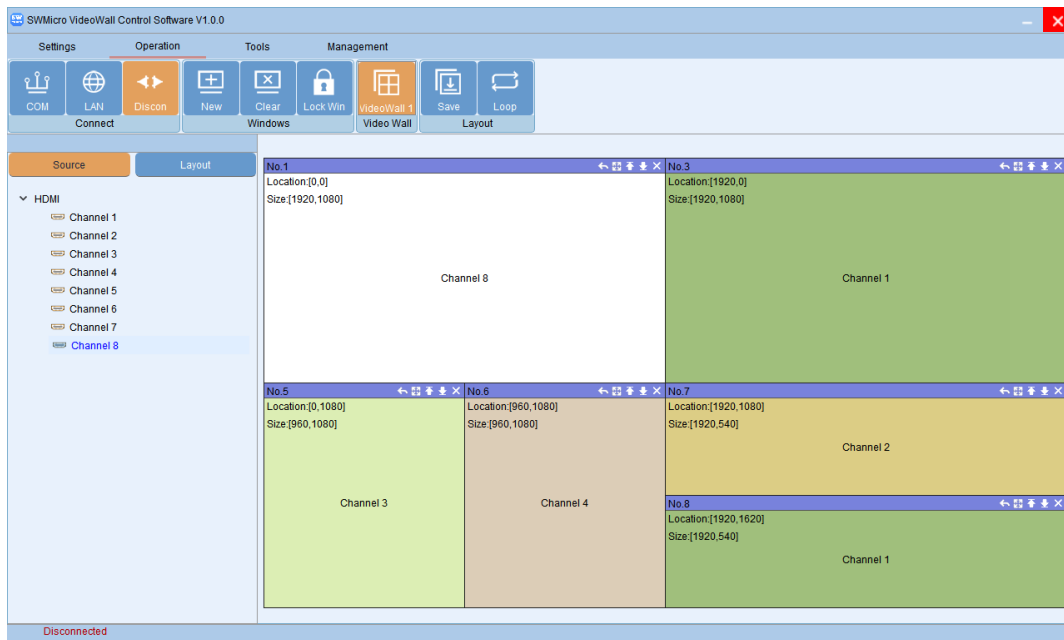 SWMicro VideoWall Control Software V1.0.0
Settings Operation Tools Management
COM LAN Discon New Clear Lock Win VideoWall 1 Save Loop
Connect Windows Video Wall Layout
Source Layout
HDMI
Channel 1
Channel 2
Channel 3
Channel 4
Channel 5
Channel 6
Channel 7
Channel 8
No.1
Location:[0,0]
Size:[1920,1080]
Channel 8
No.3
Location:[1920,0]
Size:[1920,1080]
Channel 1
No.5
Location:[0,1080]
Size:[960,1080]
Channel 3
No.6
Location:[960,1080]
Size:[960,1080]
Channel 4
No.7
Location:[1920,1080]
Size:[1920,540]
Channel 2
No.8
Location:[1920,1620]
Size:[1920,540]
Channel 1
Disconnected